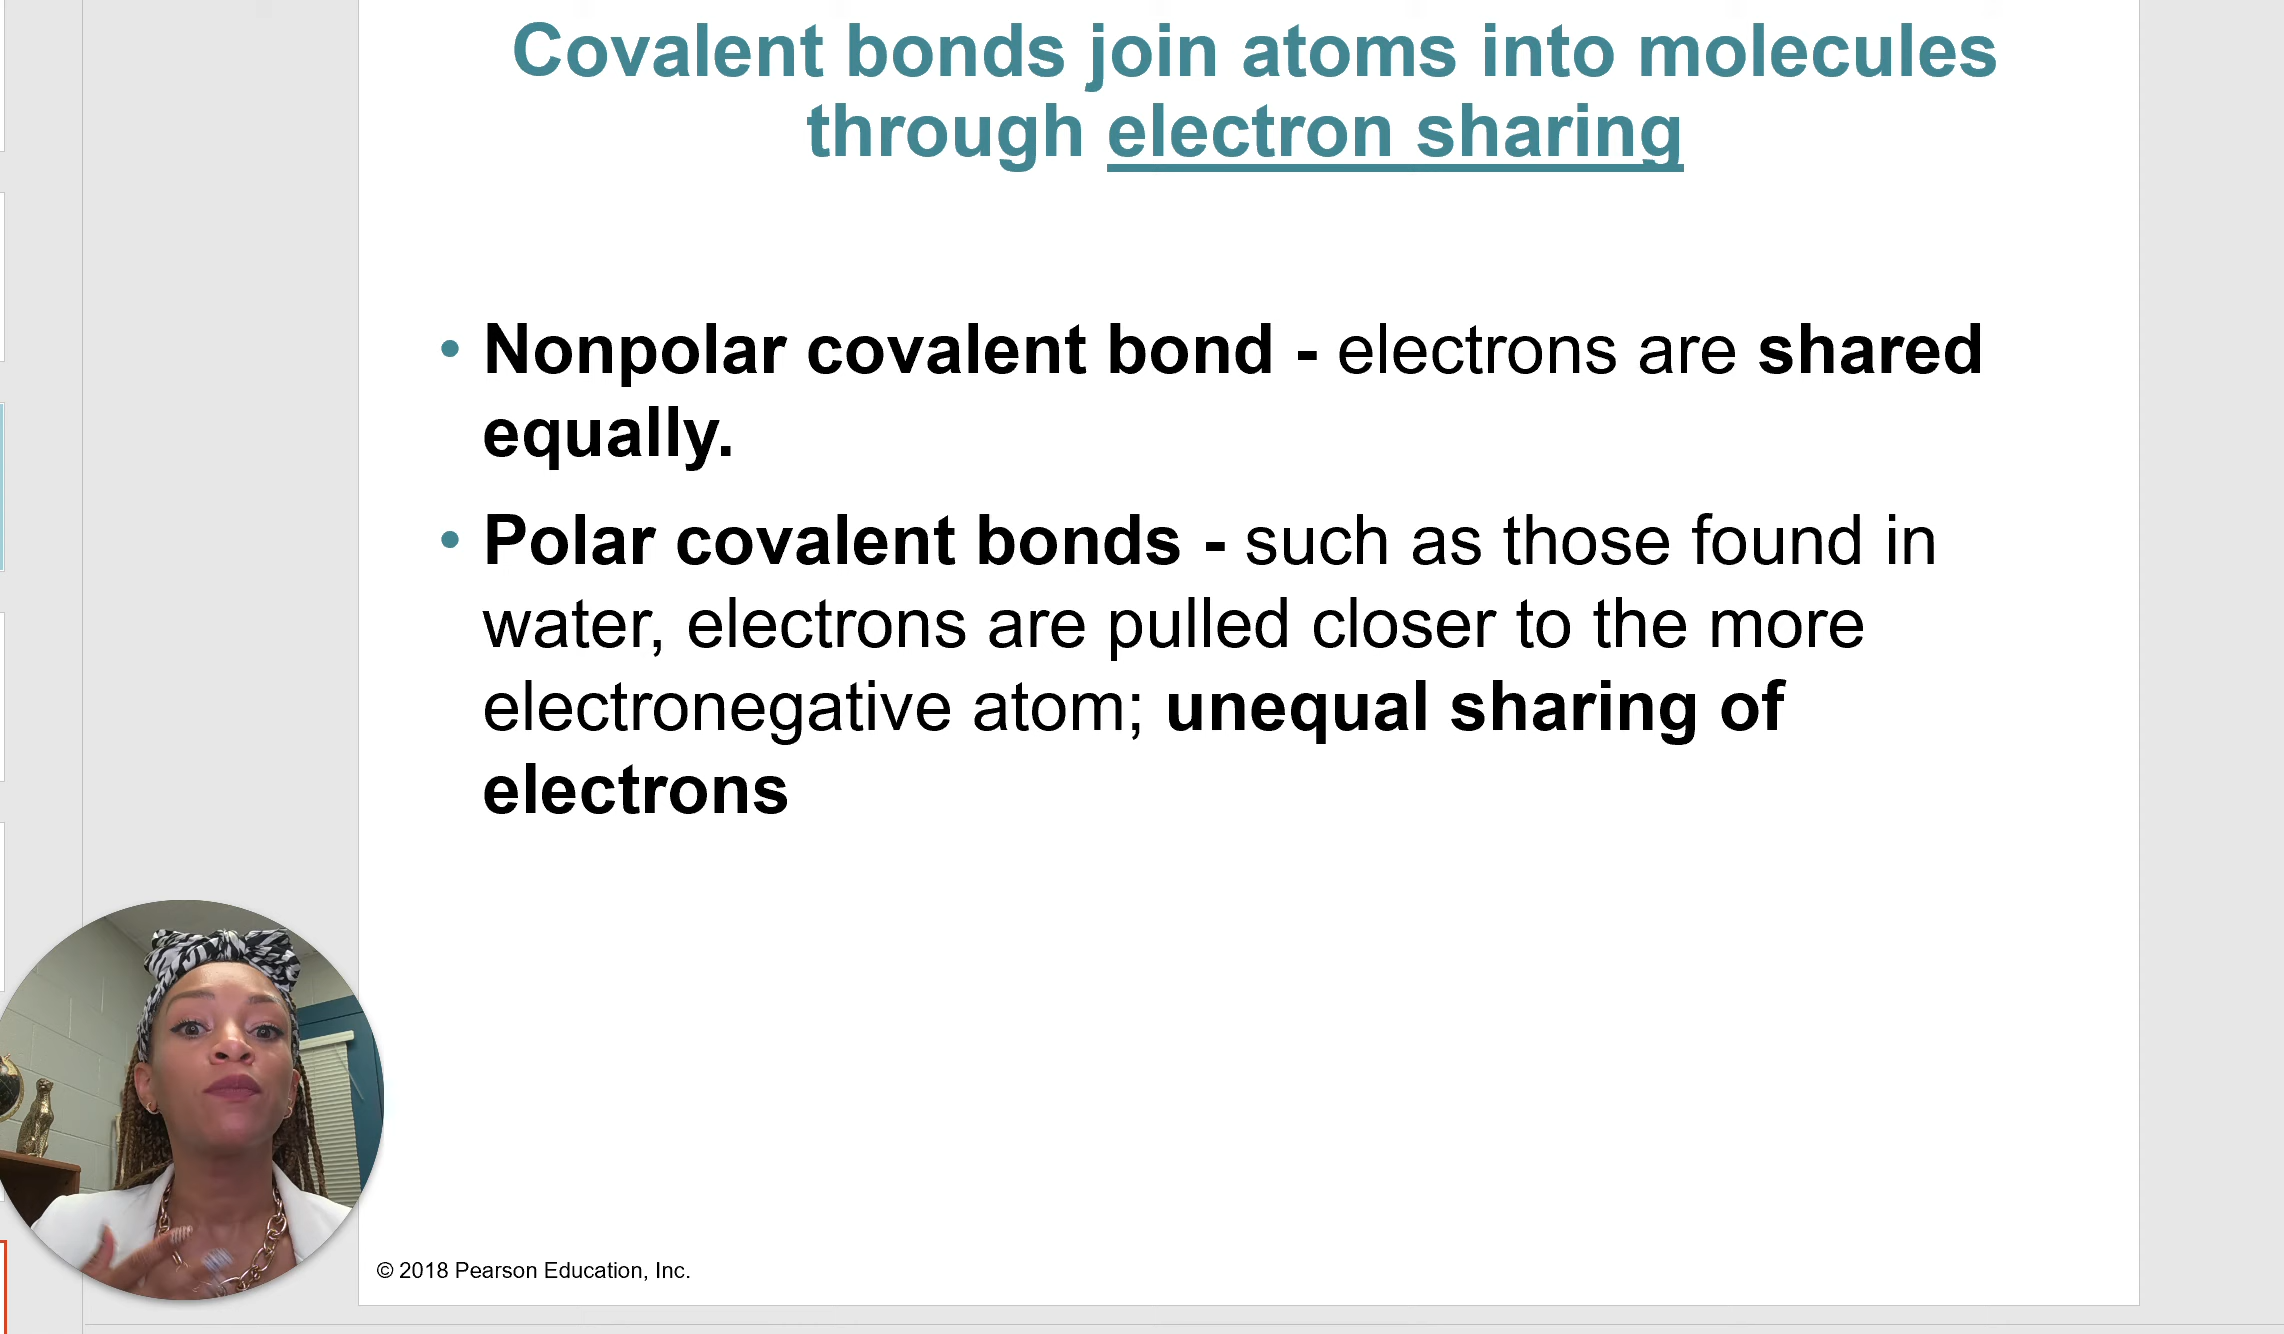 Covalent bonds join atoms into molecules
through electron sharing
• Nonpolar covalent bond - electrons are shared
equally.
• Polar covalent bonds - such as those found in
water, electrons are pulled closer to the more
electronegative atom; unequal sharing of
electrons
© 2018 Pearson Education, Inc.